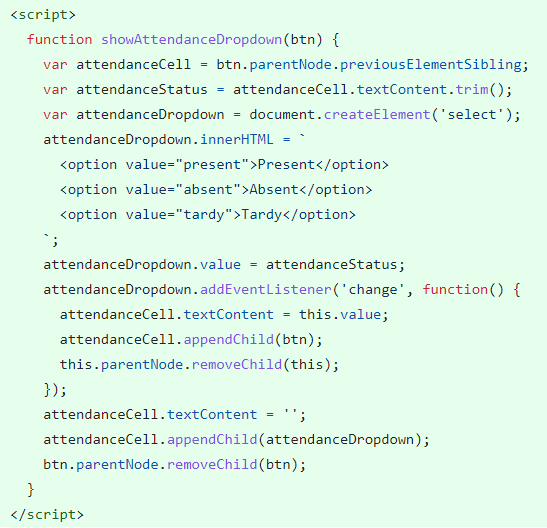 <script>
  function showAttendanceDropdown(btn) {
    var attendanceCell = btn.parentNode.previousElementSibling;
    var attendanceStatus = attendanceCell.textContent.trim();
    var attendanceDropdown = document.createElement('select');
    attendanceDropdown.innerHTML = `
      <option value="present">Present</option>
      <option value="absent">Absent</option>
      <option value="tardy">Tardy</option>
    `;
    attendanceDropdown.value = attendanceStatus;
    attendanceDropdown.addEventListener('change', function() {
      attendanceCell.textContent = this.value;
      attendanceCell.appendChild(btn);
      this.parentNode.removeChild(this);
    });
    attendanceCell.textContent = '';
    attendanceCell.appendChild(attendanceDropdown);
    btn.parentNode.removeChild(btn);
  }
</script>